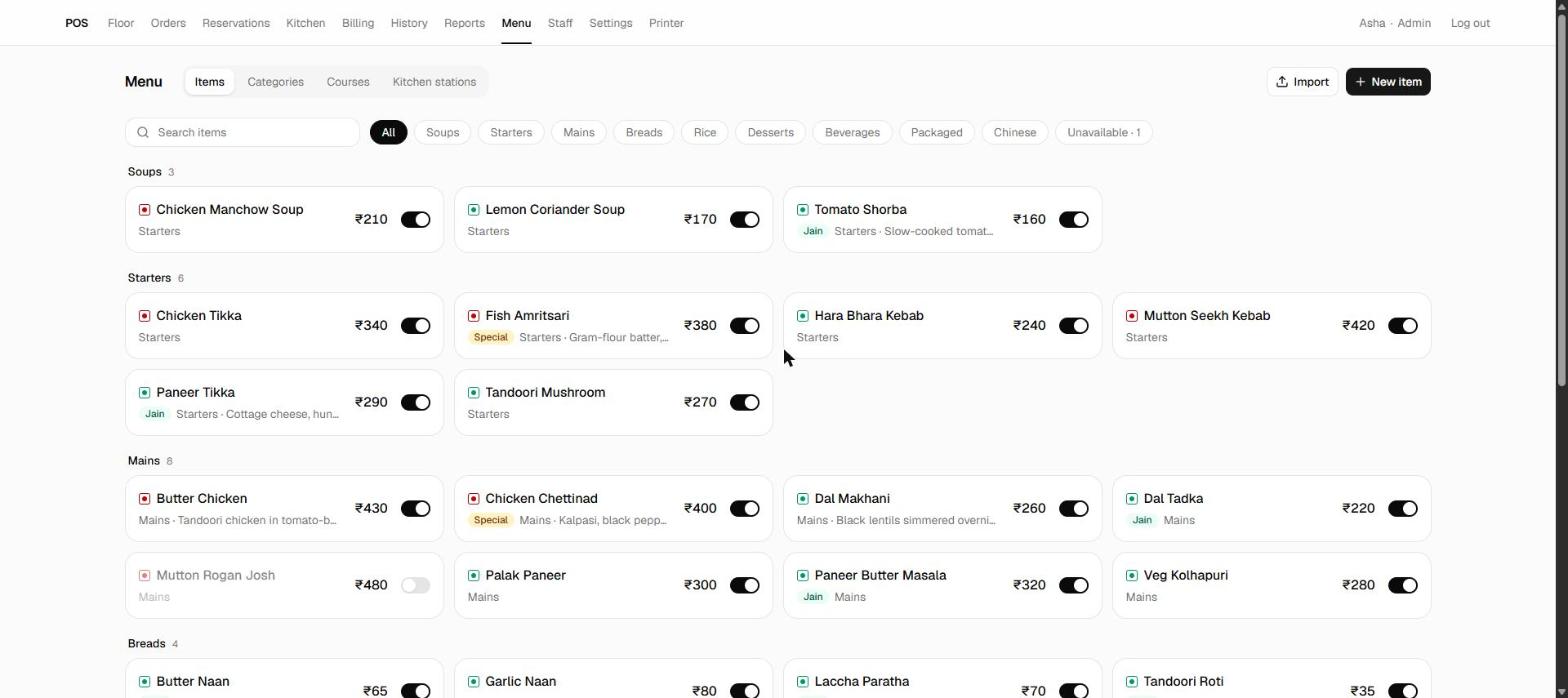 POS Floor Orders Reservations Kitchen Billing History Reports Menu Staff Settings Printer Asha · Admin Log out
Menu Items Categories Courses Kitchen stations Import + New item
Search items All Soups Starters Mains Breads Rice Desserts Beverages Packaged Chinese Unavailable · 1
Soups 3
Chicken Manchow Soup ₹210
Starters
Lemon Coriander Soup ₹170
Starters
Tomato Shorba ₹160
Jain Starters · Slow-cooked tomat…
Starters 6
Chicken Tikka ₹340
Starters
Fish Amritsari ₹380
Special Starters · Gram-flour batter,…
Hara Bhara Kebab ₹240
Starters
Mutton Seekh Kebab ₹420
Starters
Paneer Tikka ₹290
Jain Starters · Cottage cheese, hun…
Tandoori Mushroom ₹270
Starters
Mains 8
Butter Chicken ₹430
Mains · Tandoori chicken in tomato-b…
Chicken Chettinad ₹400
Special Mains · Kalpasi, black pepp…
Dal Makhani ₹260
Mains · Black lentils simmered overni…
Dal Tadka ₹220
Jain Mains
Mutton Rogan Josh ₹480
Mains
Palak Paneer ₹300
Mains
Paneer Butter Masala ₹320
Jain Mains
Veg Kolhapuri ₹280
Mains
Breads 4
Butter Naan ₹65
Garlic Naan ₹80
Laccha Paratha ₹70
Tandoori Roti ₹35